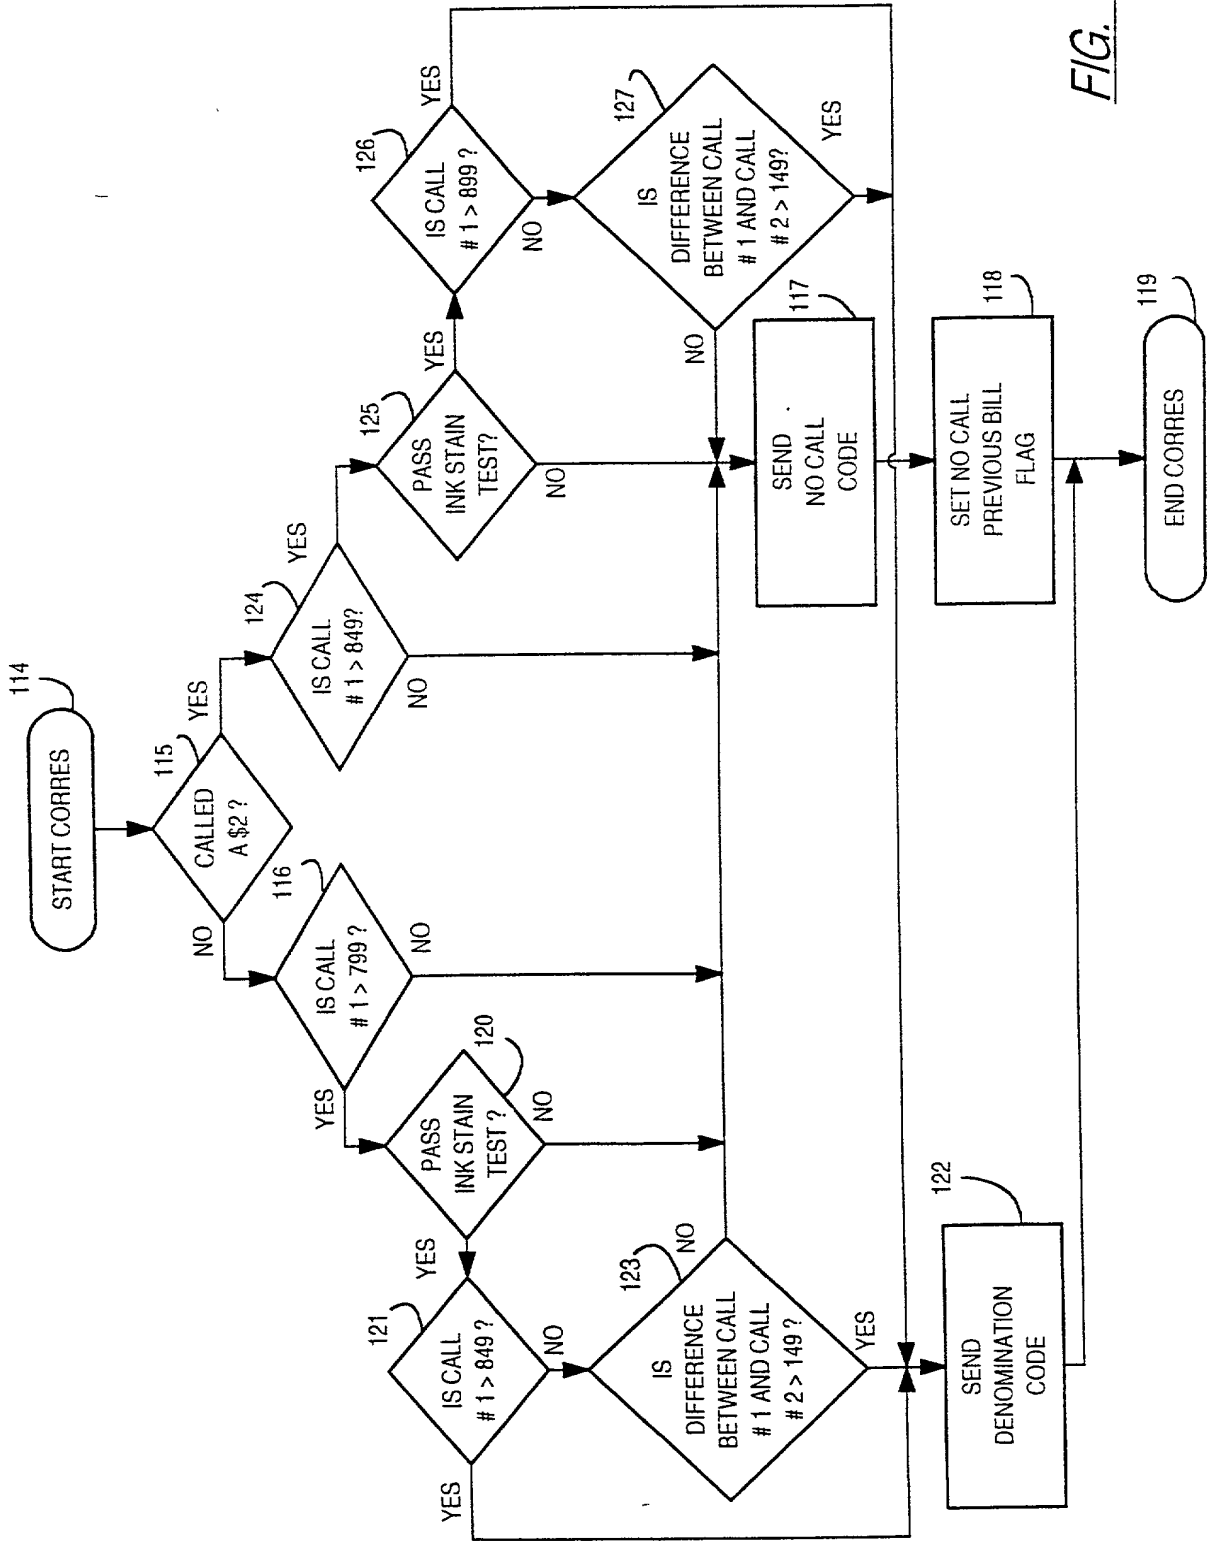 START CORRES
114
CALLED
A $2 ?
115
NO
YES
IS CALL
# 1 > 799 ?
116
YES
NO
IS CALL
# 1 > 849?
124
YES
NO
PASS
INK STAIN
TEST ?
120
YES
NO
PASS
INK STAIN
TEST?
125
YES
NO
IS CALL
# 1 > 849 ?
121
YES
NO
IS CALL
# 1 > 899 ?
126
YES
NO
IS
DIFFERENCE
BETWEEN CALL
# 1 AND CALL
# 2 > 149 ?
123
NO
YES
IS
DIFFERENCE
BETWEEN CALL
# 1 AND CALL
# 2 > 149?
127
NO
YES
SEND
NO CALL
CODE
117
SEND
DENOMINATION
CODE
122
SET NO CALL
PREVIOUS BILL
FLAG
118
END CORRES
119
FIG.